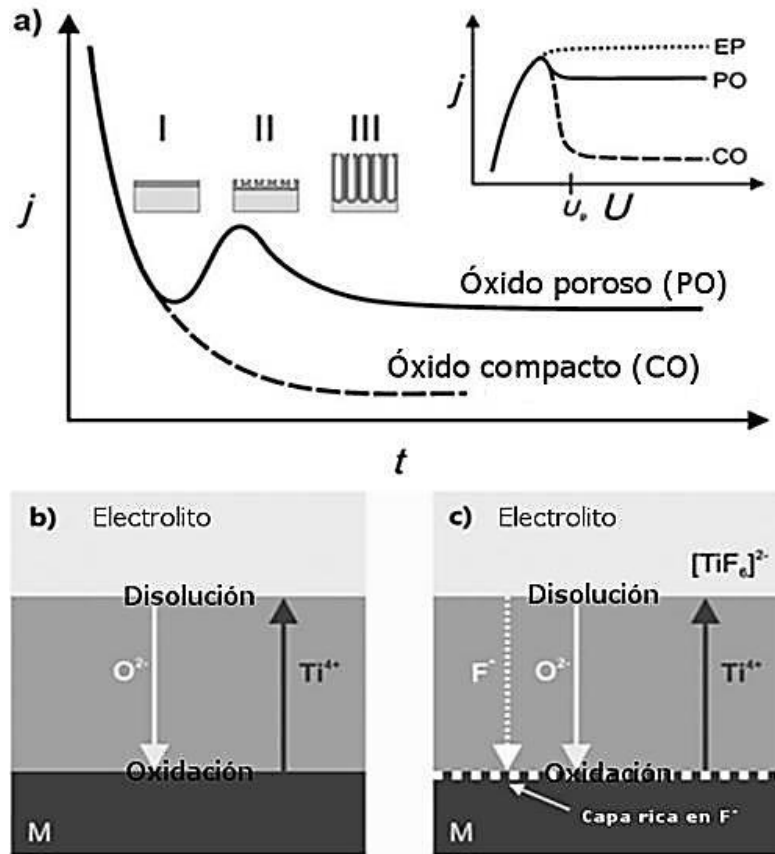 a)
I II III
j
t
j
EP
PO
CO
Uₚ U
Óxido poroso (PO)
Óxido compacto (CO)
b) Electrolito
Disolución
O²⁻
Ti⁴⁺
Oxidación
M
c) Electrolito
[TiF₆]²⁻
Disolución
F⁻
O²⁻
Ti⁴⁺
Oxidación
Capa rica en F⁻
M